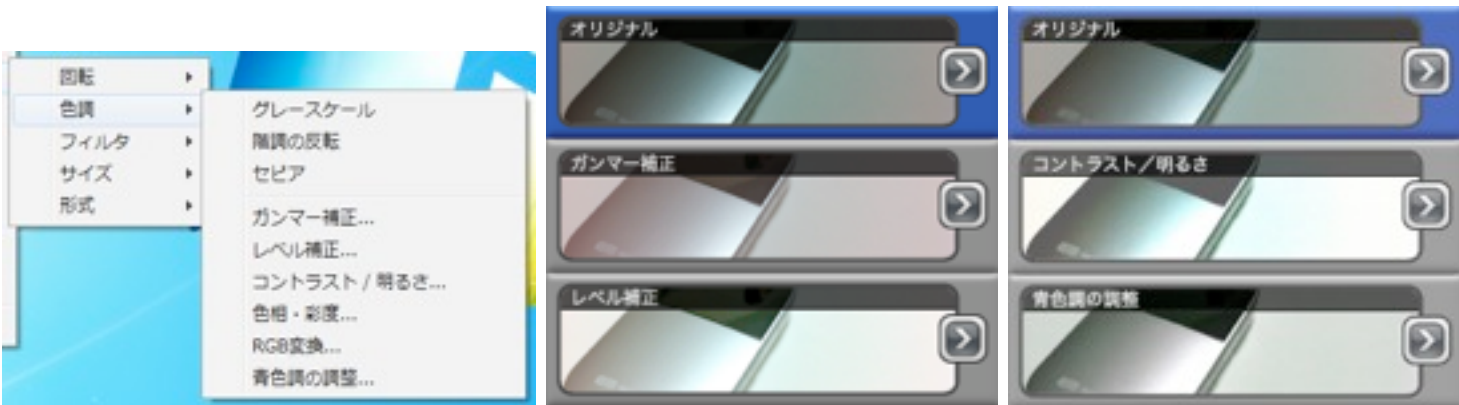 回転
色調
フィルタ
サイズ
形式
グレースケール
階調の反転
セピア
ガンマー補正...
レベル補正...
コントラスト / 明るさ...
色相・彩度...
RGB変換...
青色調の調整...
オリジナル
ガンマー補正
レベル補正
オリジナル
コントラスト／明るさ
青色調の調整